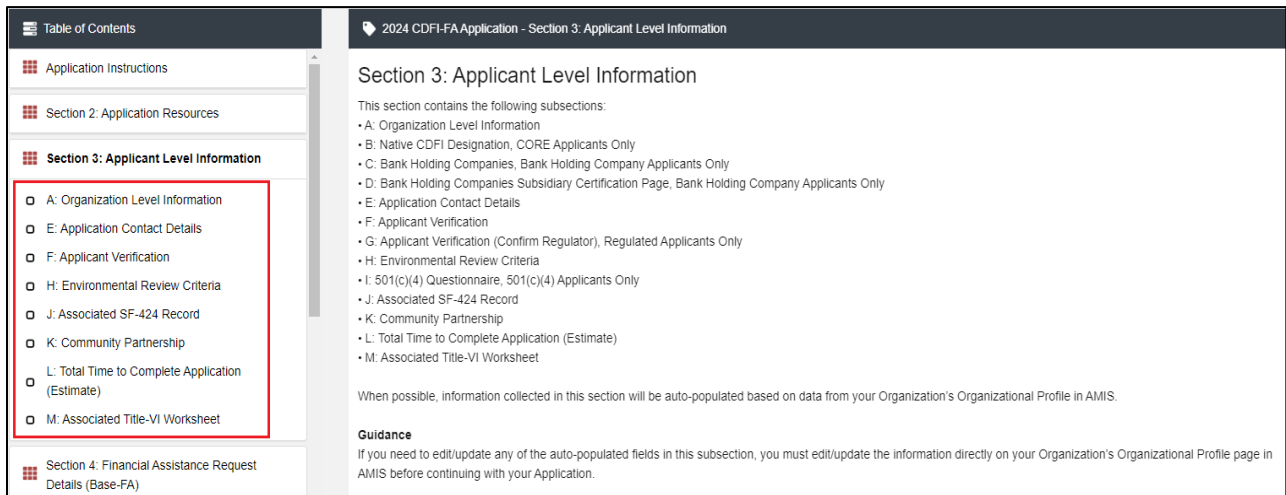 Table of Contents
Application Instructions
Section 2: Application Resources
Section 3: Applicant Level Information
A: Organization Level Information
E: Application Contact Details
F: Applicant Verification
H: Environmental Review Criteria
J: Associated SF-424 Record
K: Community Partnership
L: Total Time to Complete Application
(Estimate)
M: Associated Title-VI Worksheet
Section 4: Financial Assistance Request
Details (Base-FA)
2024 CDFI-FA Application - Section 3: Applicant Level Information
Section 3: Applicant Level Information
This section contains the following subsections:
• A: Organization Level Information
• B: Native CDFI Designation, CORE Applicants Only
• C: Bank Holding Companies, Bank Holding Company Applicants Only
• D: Bank Holding Companies Subsidiary Certification Page, Bank Holding Company Applicants Only
• E: Application Contact Details
• F: Applicant Verification
• G: Applicant Verification (Confirm Regulator), Regulated Applicants Only
• H: Environmental Review Criteria
• I: 501(c)(4) Questionnaire, 501(c)(4) Applicants Only
• J: Associated SF-424 Record
• K: Community Partnership
• L: Total Time to Complete Application (Estimate)
• M: Associated Title-VI Worksheet
When possible, information collected in this section will be auto-populated based on data from your Organization's Organizational Profile in AMIS.
Guidance
If you need to edit/update any of the auto-populated fields in this subsection, you must edit/update the information directly on your Organization's Organizational Profile page in
AMIS before continuing with your Application.